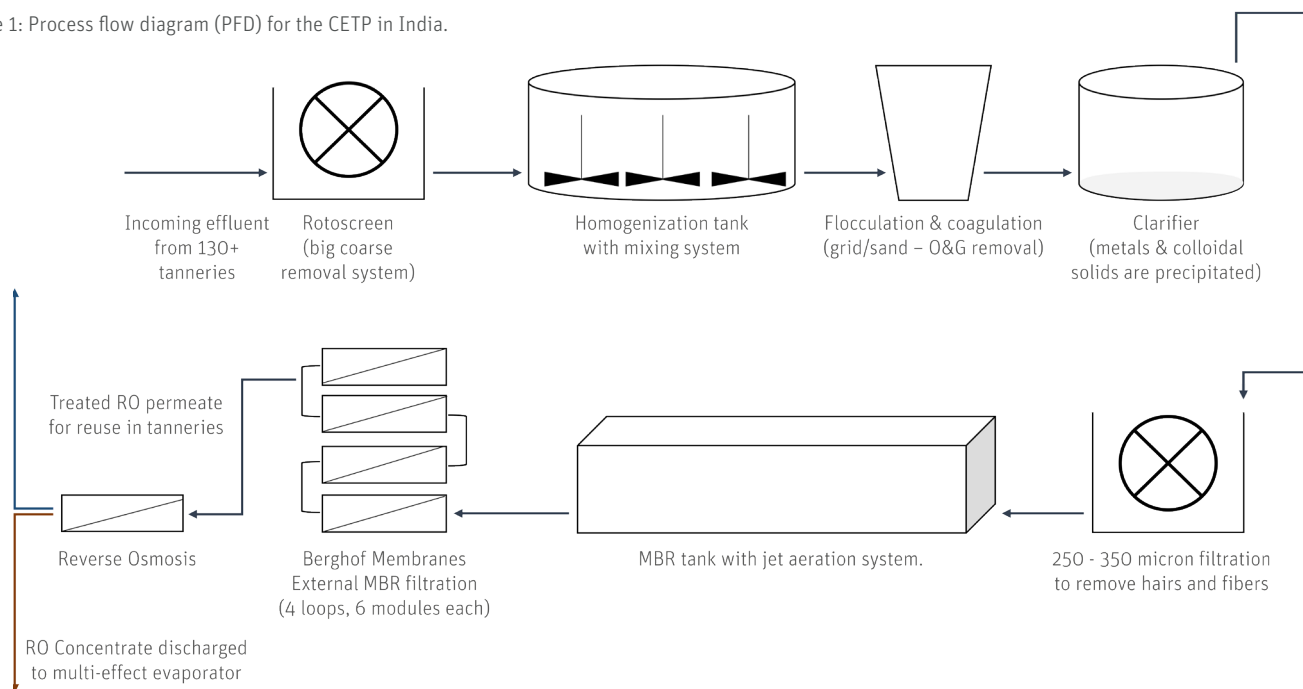 e 1: Process flow diagram (PFD) for the CETP in India.
Incoming effluent
from 130+
tanneries
Rotoscreen
(big coarse
removal system)
Homogenization tank
with mixing system
Flocculation & coagulation
(grid/sand – O&G removal)
Clarifier
(metals & colloidal
solids are precipitated)
Treated RO permeate
for reuse in tanneries
Reverse Osmosis
Berghof Membranes
External MBR filtration
(4 loops, 6 modules each)
MBR tank with jet aeration system.
250 - 350 micron filtration
to remove hairs and fibers
RO Concentrate discharged
to multi-effect evaporator